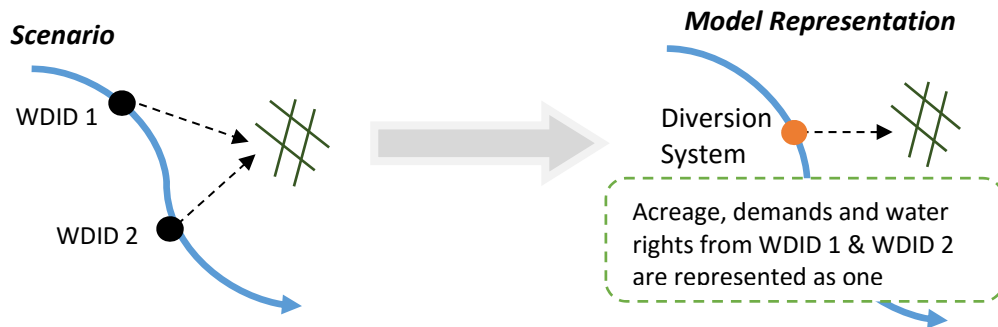 Scenario
WDID 1
WDID 2
Model Representation
Diversion
System
Acreage, demands and water
rights from WDID 1 & WDID 2
are represented as one